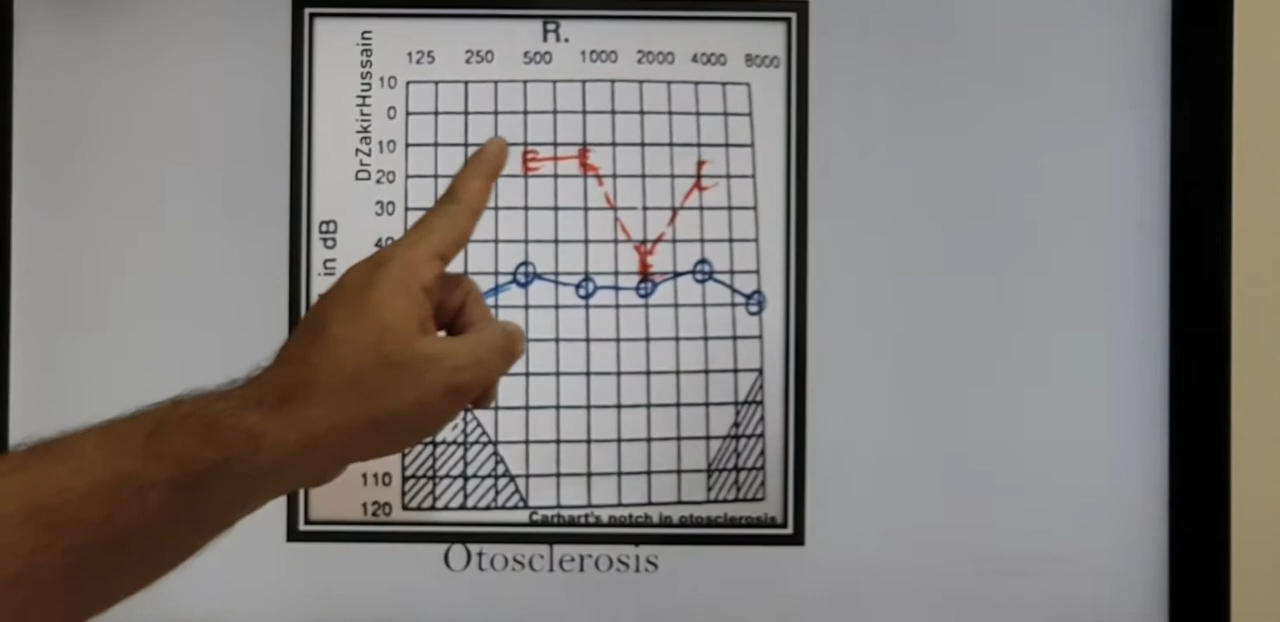 R.
125 250 500 1000 2000 4000 8000
DrZakirHussain
10
0
10
20
30
in dB
110
120
Carhart's notch in otosclerosis
Otosclerosis